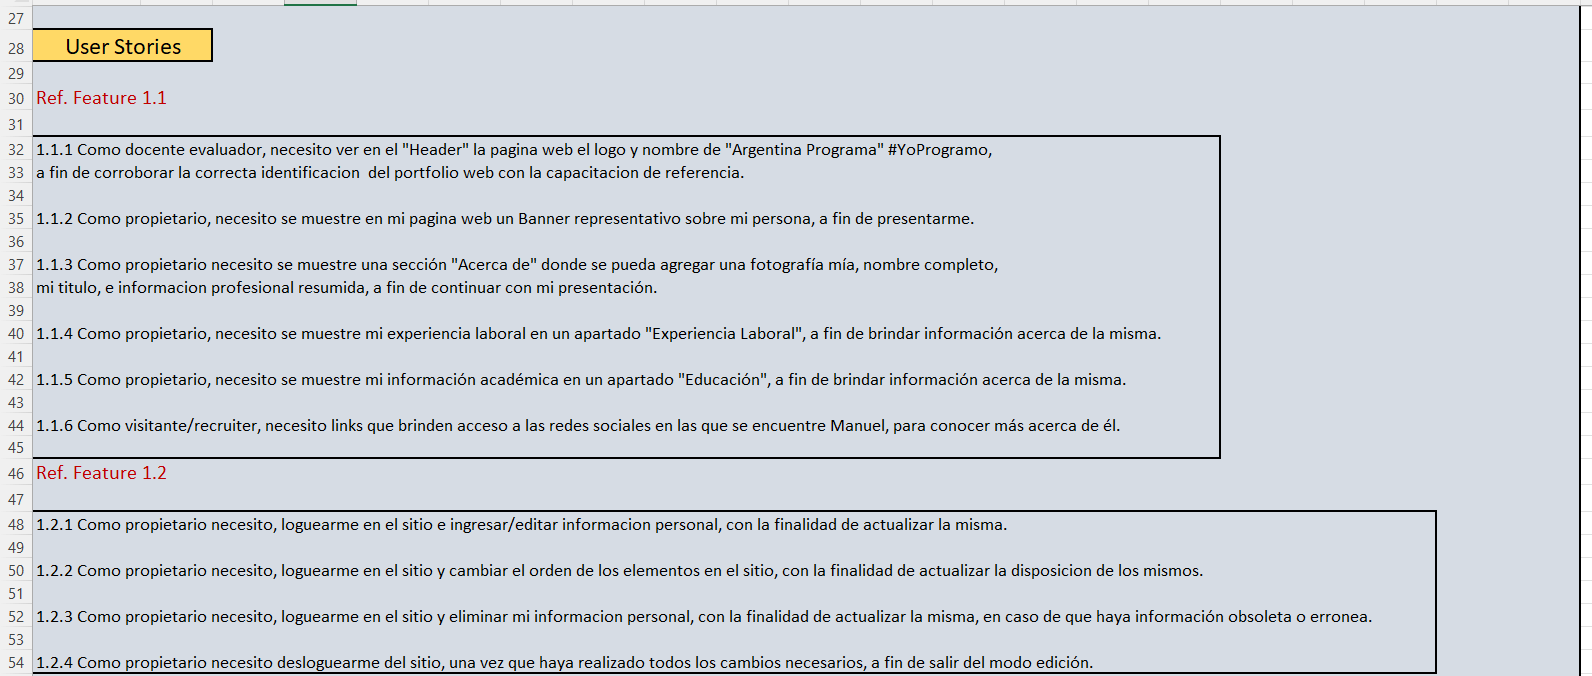 27
28 User Stories
29
30 Ref. Feature 1.1
31
32 1.1.1 Como docente evaluador, necesito ver en el "Header" la pagina web el logo y nombre de "Argentina Programa" #YoProgramo,
33 a fin de corroborar la correcta identificacion  del portfolio web con la capacitacion de referencia.
34
35 1.1.2 Como propietario, necesito se muestre en mi pagina web un Banner representativo sobre mi persona, a fin de presentarme.
36
37 1.1.3 Como propietario necesito se muestre una sección "Acerca de" donde se pueda agregar una fotografía mía, nombre completo,
38 mi titulo, e informacion profesional resumida, a fin de continuar con mi presentación.
39
40 1.1.4 Como propietario, necesito se muestre mi experiencia laboral en un apartado "Experiencia Laboral", a fin de brindar información acerca de la misma.
41
42 1.1.5 Como propietario, necesito se muestre mi información académica en un apartado "Educación", a fin de brindar información acerca de la misma.
43
44 1.1.6 Como visitante/recruiter, necesito links que brinden acceso a las redes sociales en las que se encuentre Manuel, para conocer más acerca de él.
45
46 Ref. Feature 1.2
47
48 1.2.1 Como propietario necesito, loguearme en el sitio e ingresar/editar informacion personal, con la finalidad de actualizar la misma.
49
50 1.2.2 Como propietario necesito, loguearme en el sitio y cambiar el orden de los elementos en el sitio, con la finalidad de actualizar la disposicion de los mismos.
51
52 1.2.3 Como propietario necesito, loguearme en el sitio y eliminar mi informacion personal, con la finalidad de actualizar la misma, en caso de que haya información obsoleta o erronea.
53
54 1.2.4 Como propietario necesito desloguearme del sitio, una vez que haya realizado todos los cambios necesarios, a fin de salir del modo edición.